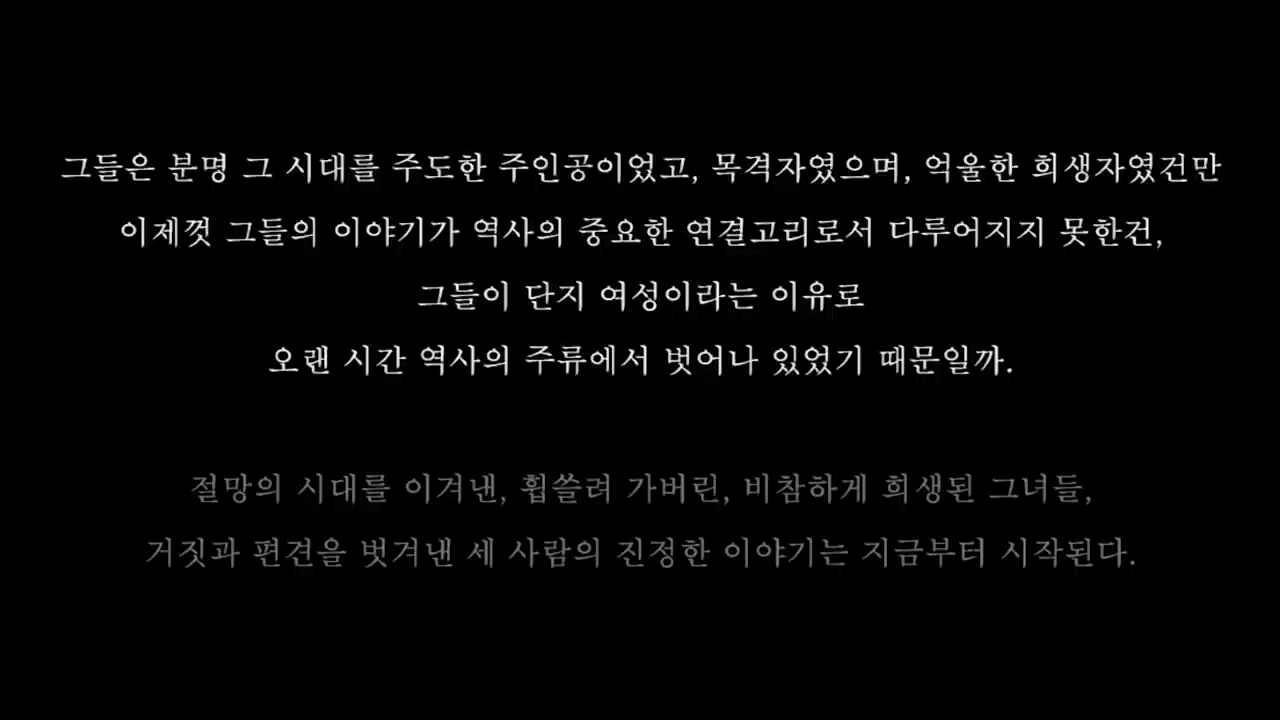 그들은 분명 그 시대를 주도한 주인공이었고, 목격자였으며, 억울한 희생자였건만
이제껏 그들의 이야기가 역사의 중요한 연결고리로서 다루어지지 못한건,
그들이 단지 여성이라는 이유로
오랜 시간 역사의 주류에서 벗어나 있었기 때문일까.
절망의 시대를 이겨낸, 휩쓸려 가버린, 비참하게 희생된 그녀들,
거짓과 편견을 벗겨낸 세 사람의 진정한 이야기는 지금부터 시작된다.